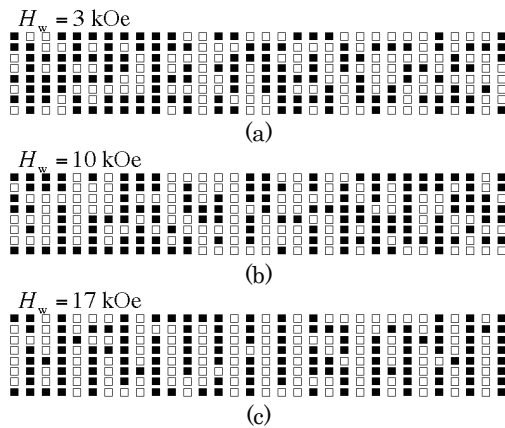 H_w = 3 kOe
(a)
H_w = 10 kOe
(b)
H_w = 17 kOe
(c)